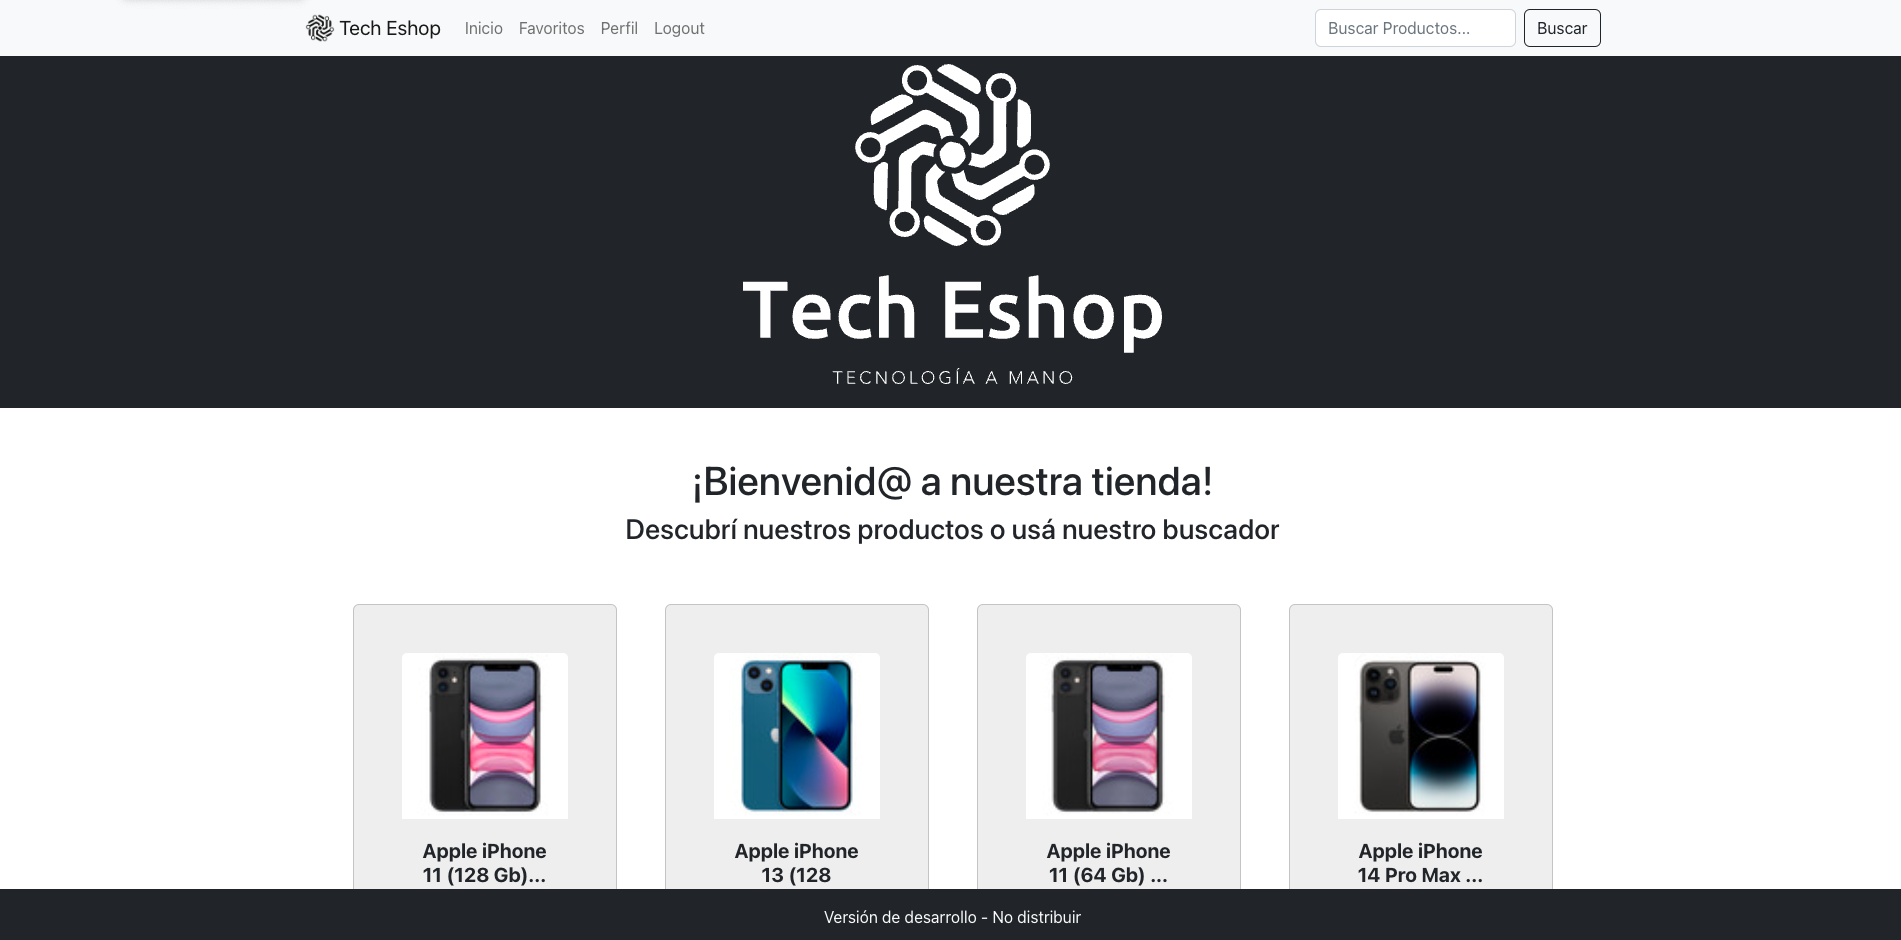 Tech Eshop Inicio Favoritos Perfil Logout Buscar Productos... Buscar
Tech Eshop
TECNOLOGÍA A MANO
¡Bienvenid@ a nuestra tienda!
Descubrí nuestros productos o usá nuestro buscador
Apple iPhone
11 (128 Gb)...
Apple iPhone
13 (128
Apple iPhone
11 (64 Gb) ...
Apple iPhone
14 Pro Max ...
Versión de desarrollo - No distribuir